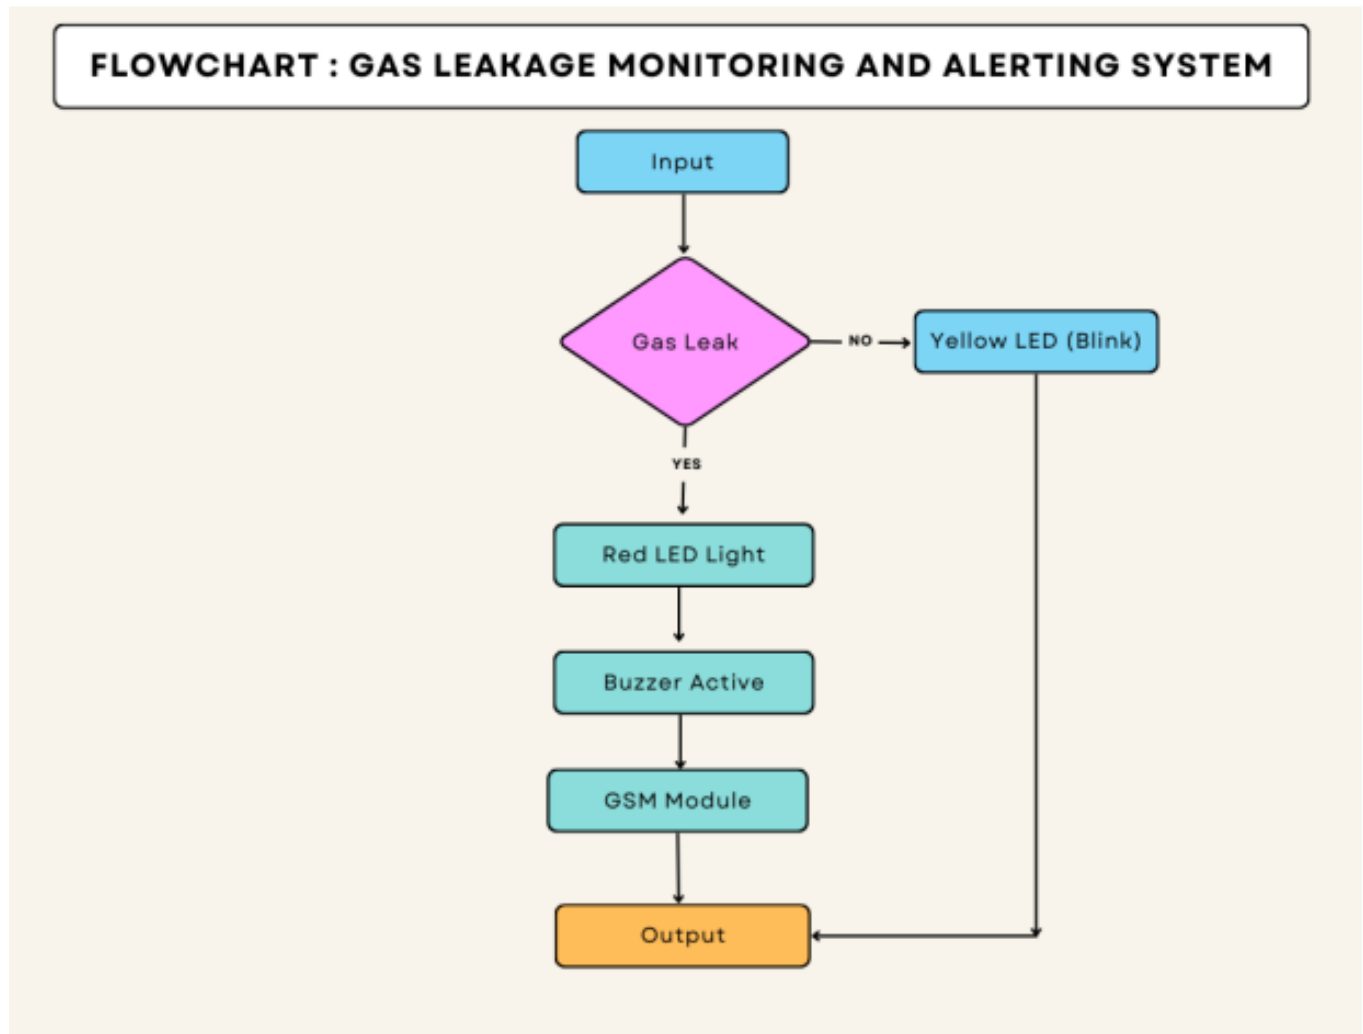 FLOWCHART : GAS LEAKAGE MONITORING AND ALERTING SYSTEM
Input
Gas Leak
NO
Yellow LED (Blink)
YES
Red LED Light
Buzzer Active
GSM Module
Output